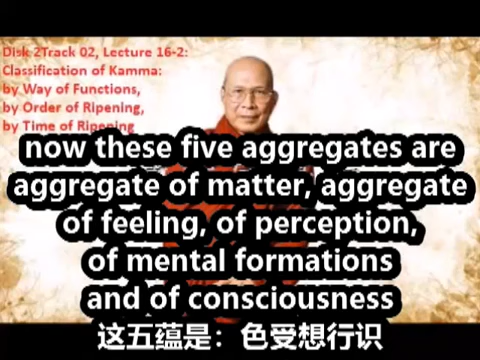 Disk 2Track 02, Lecture 16-2:
Classification of Kamma:
by Way of Functions,
by Order of Ripening,
by Time of Ripening
now these five aggregates are
aggregate of matter, aggregate
of feeling, of perception,
of mental formations
and of consciousness
这五蕴是：色受想行识